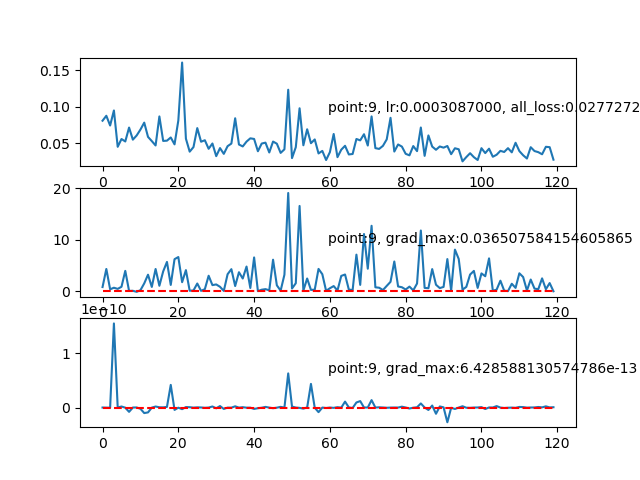 0.15
0.10
0.05
point:9, lr:0.0003087000, all_loss:0.0277272
0 20 40 60 80 100 120
20
10
0
point:9, grad_max:0.036507584154605865
0 20 40 60 80 100 120
1e−10
1
0
point:9, grad_max:6.428588130574786e-13
0 20 40 60 80 100 120